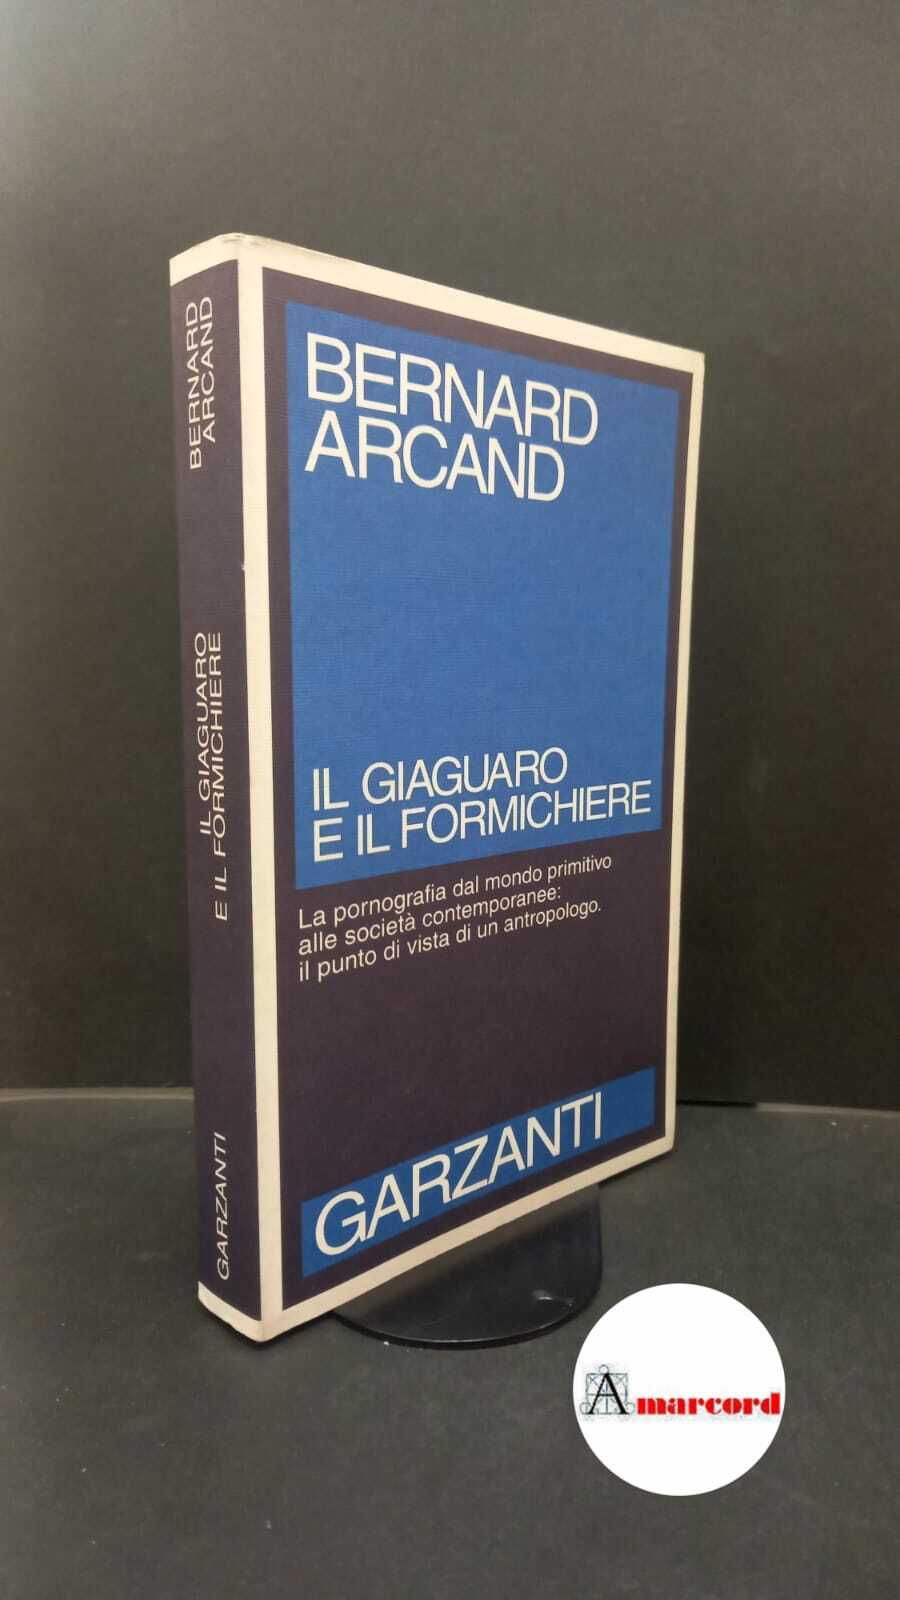 BERNARD
ARCAND
IL GIAGUARO
E IL FORMICHIERE
GARZANTI
BERNARD
ARCAND
IL GIAGUARO
E IL FORMICHIERE
La pornografia dal mondo primitivo
alle società contemporanee:
il punto di vista di un antropologo.
GARZANTI
Amarcord